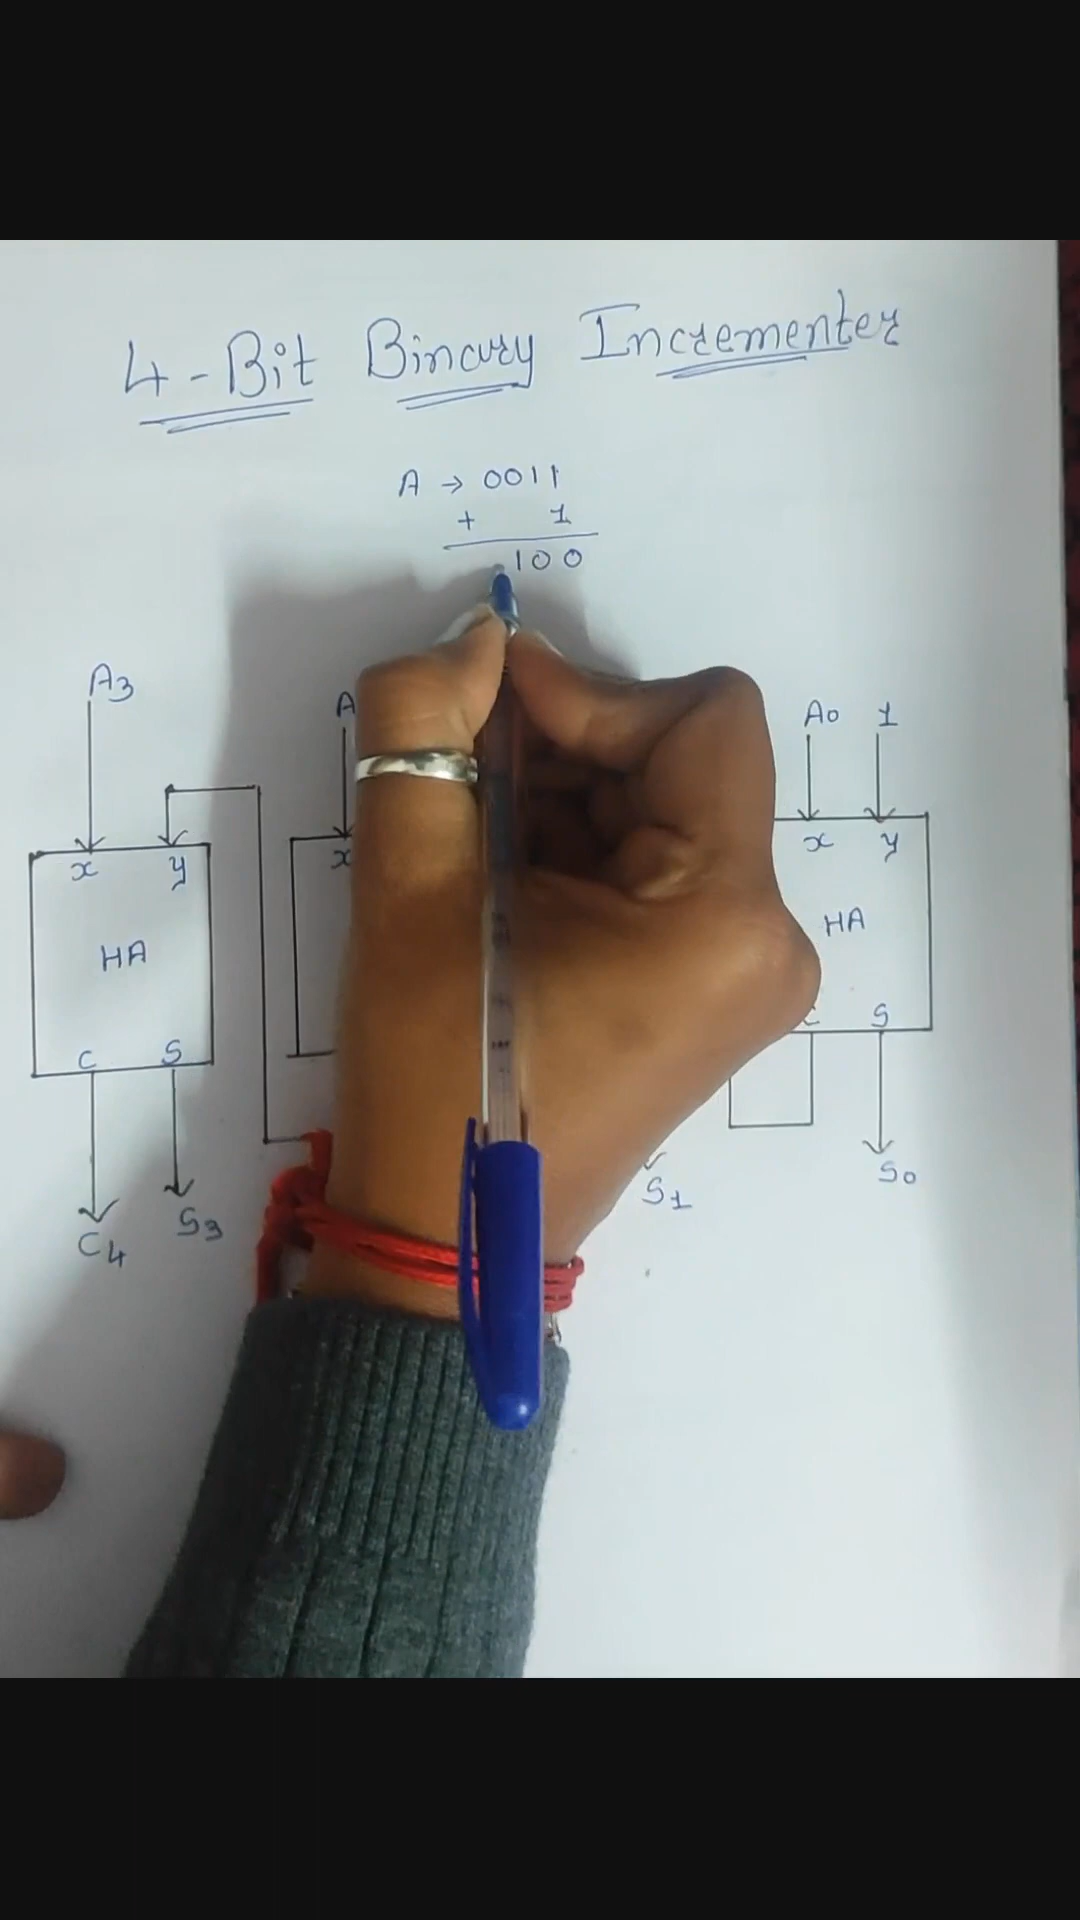 4-Bit Binary Incrementer
A → 0011
+ 1
100
A3
A
A0 1
x y
x
x y
HA
HA
C S
S
C4 S3
S1
S0